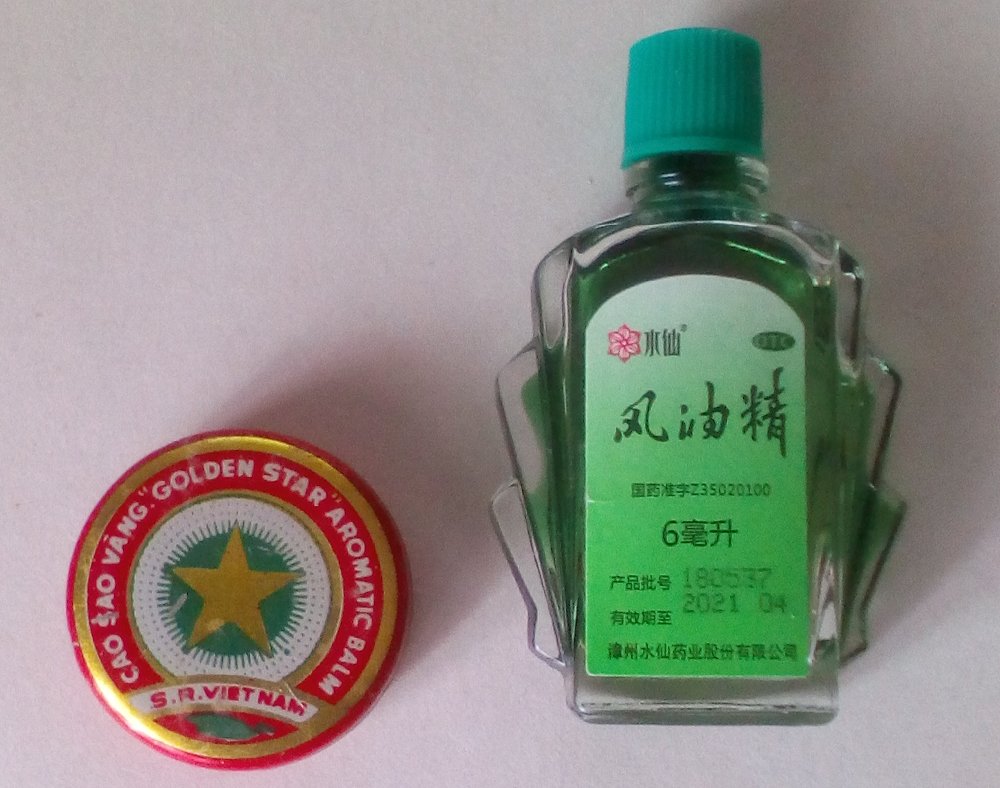 CAO SAO VÀNG "GOLDEN STAR" AROMATIC BALM
S.R.VIETNAM
水仙®
风油精
国药准字Z35020100
6毫升
产品批号 180537
有效期至 2021 04
漳州水仙药业股份有限公司